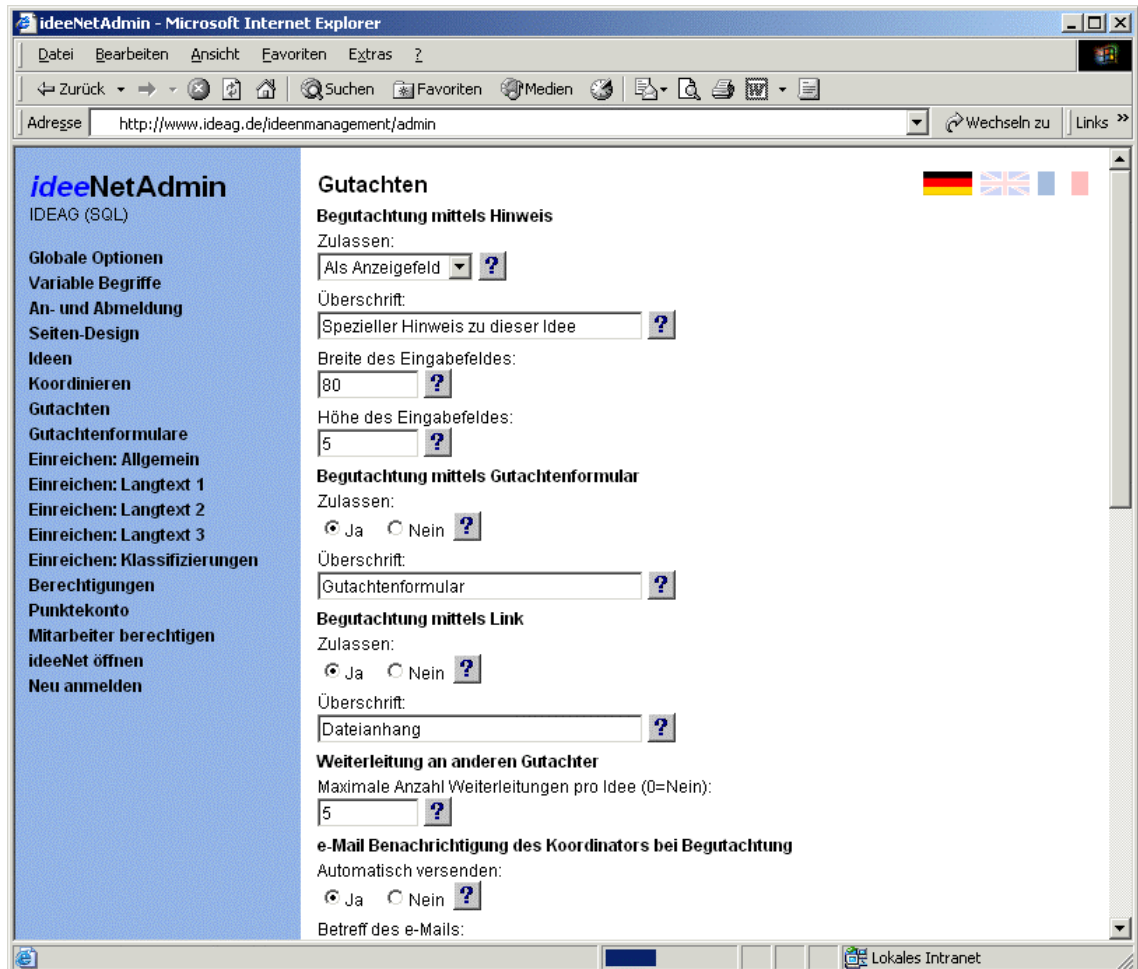 ideeNetAdmin - Microsoft Internet Explorer
Datei Bearbeiten Ansicht Favoriten Extras ?
Zurück Suchen Favoriten Medien
Adresse http://www.ideag.de/ideenmanagement/admin Wechseln zu Links »
ideeNetAdmin
IDEAG (SQL)
Globale Optionen
Variable Begriffe
An- und Abmeldung
Seiten-Design
Ideen
Koordinieren
Gutachten
Gutachtenformulare
Einreichen: Allgemein
Einreichen: Langtext 1
Einreichen: Langtext 2
Einreichen: Langtext 3
Einreichen: Klassifizierungen
Berechtigungen
Punktekonto
Mitarbeiter berechtigen
ideeNet öffnen
Neu anmelden
Gutachten
Begutachtung mittels Hinweis
Zulassen:
Als Anzeigefeld ?
Überschrift:
Spezieller Hinweis zu dieser Idee ?
Breite des Eingabefeldes:
80 ?
Höhe des Eingabefeldes:
5 ?
Begutachtung mittels Gutachtenformular
Zulassen:
Ja Nein ?
Überschrift:
Gutachtenformular ?
Begutachtung mittels Link
Zulassen:
Ja Nein ?
Überschrift:
Dateianhang ?
Weiterleitung an anderen Gutachter
Maximale Anzahl Weiterleitungen pro Idee (0=Nein):
5 ?
e-Mail Benachrichtigung des Koordinators bei Begutachtung
Automatisch versenden:
Ja Nein ?
Betreff des e-Mails:
Lokales Intranet